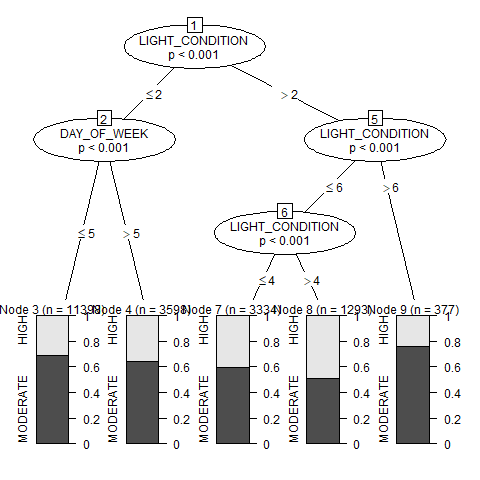 1
LIGHT_CONDITION
p < 0.001
≤ 2
> 2
2
DAY_OF_WEEK
p < 0.001
5
LIGHT_CONDITION
p < 0.001
≤ 6
> 6
6
LIGHT_CONDITION
p < 0.001
≤ 5
> 5
≤ 4
> 4
Node 3 (n = 11398)
Node 4 (n = 3598)
Node 7 (n = 3334)
Node 8 (n = 1293)
Node 9 (n = 377)
MODERATE HIGH
0
0.2
0.4
0.6
0.8
1
MODERATE HIGH
0
0.2
0.4
0.6
0.8
1
MODERATE HIGH
0
0.2
0.4
0.6
0.8
1
MODERATE HIGH
0
0.2
0.4
0.6
0.8
1
MODERATE HIGH
0
0.2
0.4
0.6
0.8
1